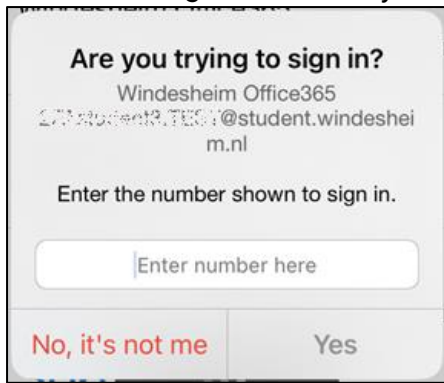 Are you trying to sign in?
Windesheim Office365
@student.windeshei
m.nl
Enter the number shown to sign in.
Enter number here
No, it's not me
Yes